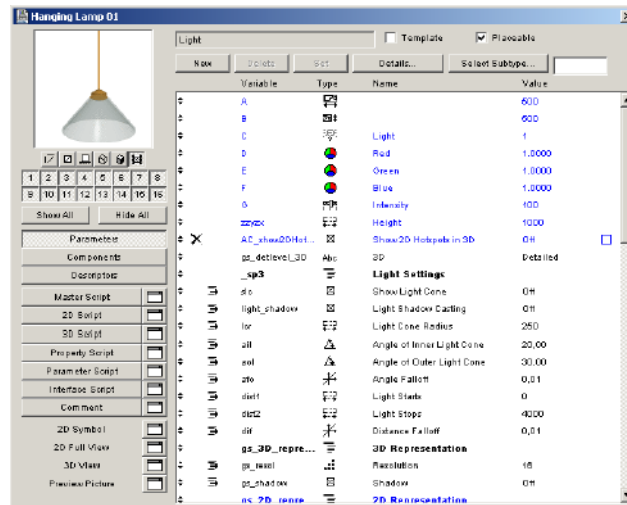 Hanging Lamp 01
Light
Template
Placeable
New Delete Set Details... Select Subtype...
Variable Type Name Value
A 600
B 600
C Light 1
D Red 1.0000
E Green 1.0000
F Blue 1.0000
G Intensity 100
zzyzx Height 1000
AC_show2DHot... Show 2D Hotspots in 3D Off
gs_detlevel_3D Abc 3D Detailed
_sp3 Light Settings
slc Show Light Cone Off
light_shadow Light Shadow Casting Off
lcr Light Cone Radius 250
ail Angle of Inner Light Cone 20,00
aol Angle of Outer Light Cone 30,00
afo Angle Falloff 0,01
dist1 Light Starts 0
dist2 Light Stops 4000
dif Distance Falloff 0,01
gs_3D_repre... 3D Representation
gs_resol Resolution 16
gs_shadow Shadow Off
gs_2D_repre... 2D Representation
1 2 3 4 5 6 7 8
9 10 11 12 13 14 15 16
Show All Hide All
Parameters
Components
Descriptors
Master Script
2D Script
3D Script
Property Script
Parameter Script
Interface Script
Comment
2D Symbol
2D Full View
3D View
Preview Picture